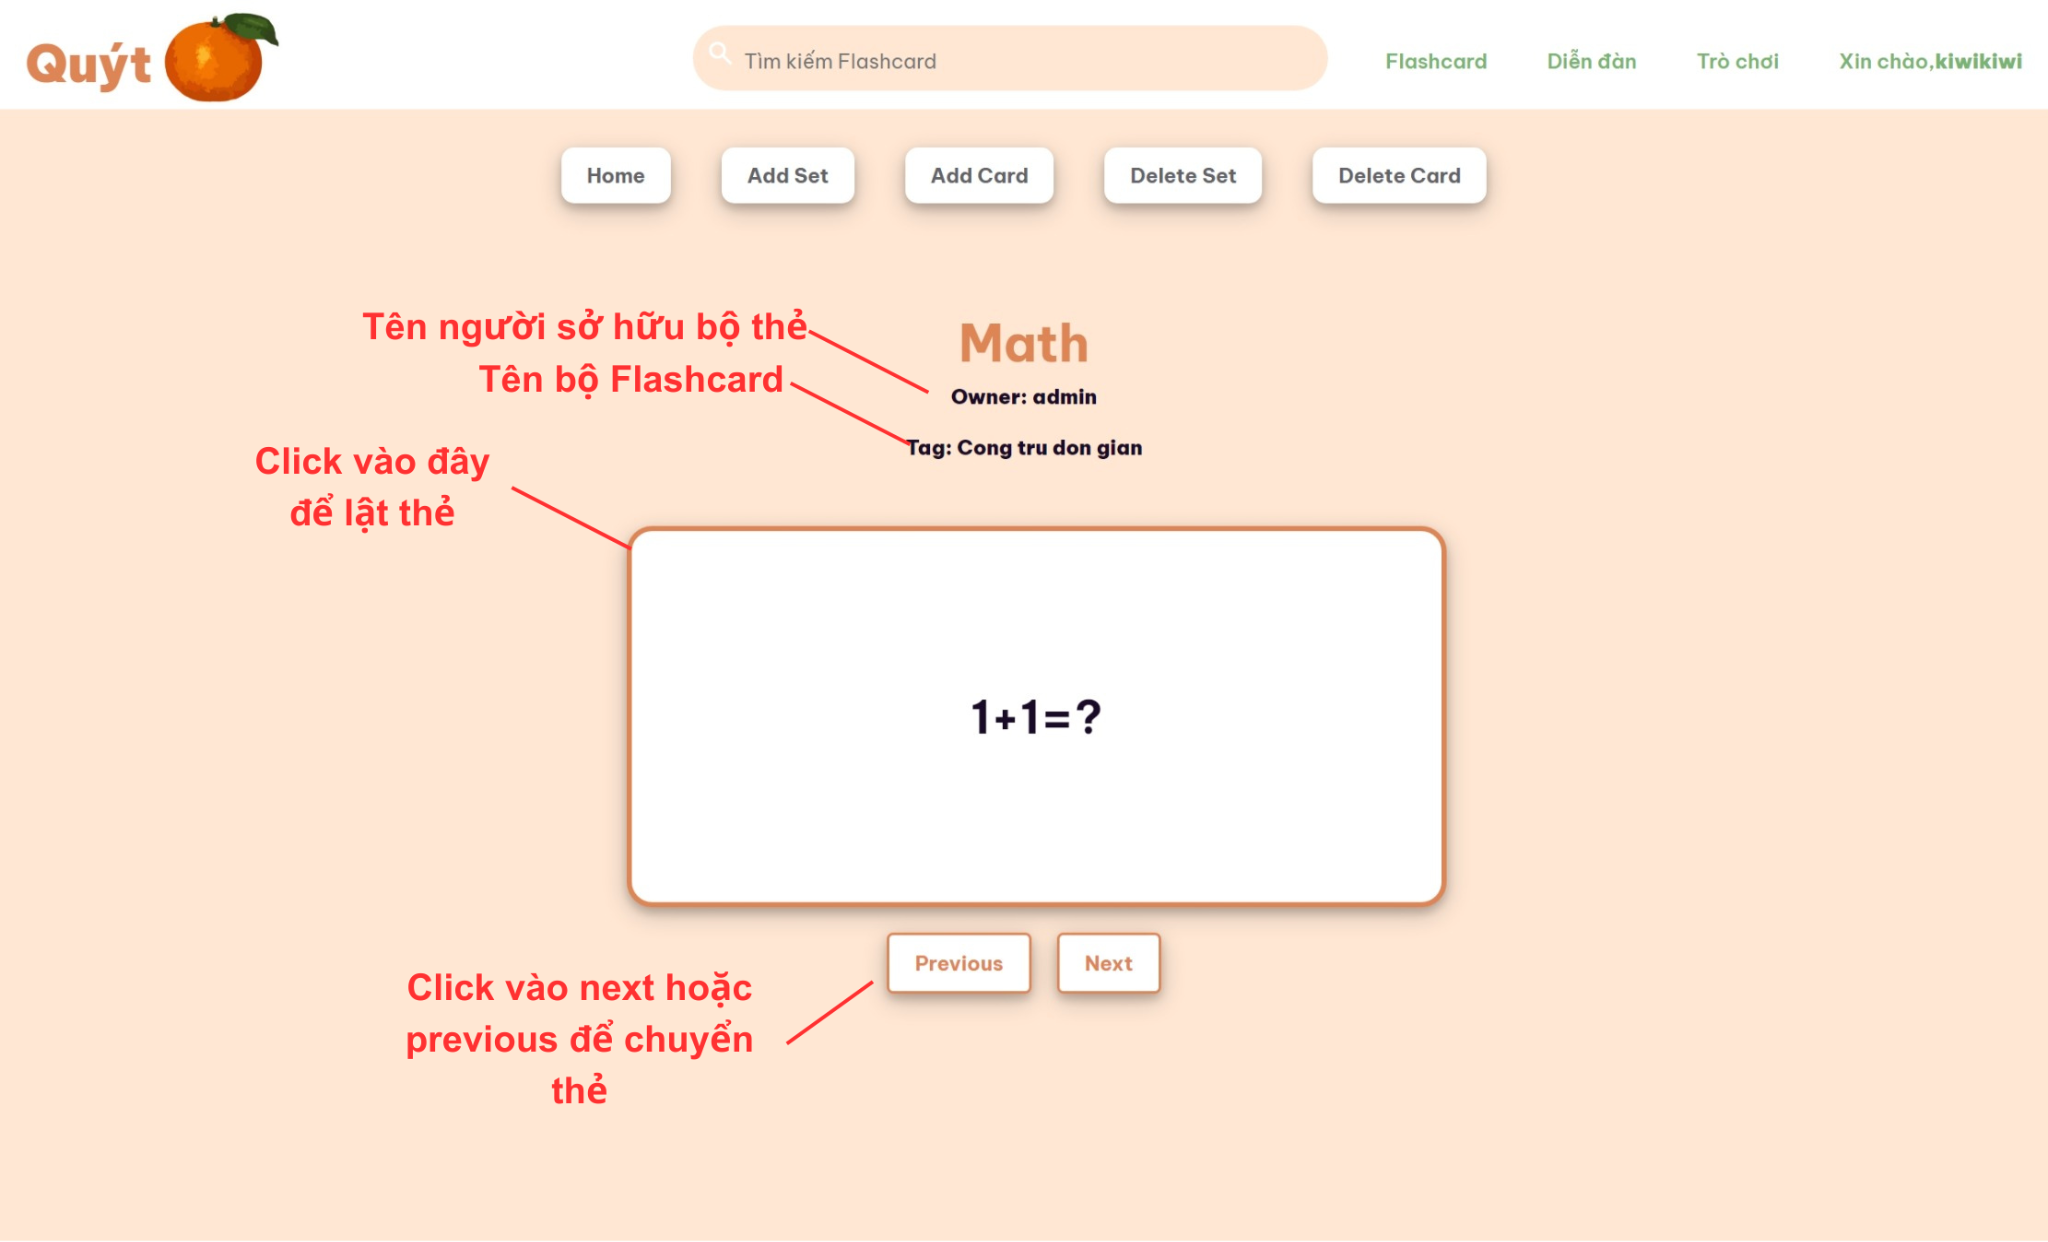 Quýt
Tìm kiếm Flashcard
Flashcard
Diễn đàn
Trò chơi
Xin chào,kiwikiwi
Home
Add Set
Add Card
Delete Set
Delete Card
Tên người sở hữu bộ thẻ
Math
Tên bộ Flashcard
Owner: admin
Tag: Cong tru don gian
Click vào đây
để lật thẻ
1+1=?
Previous
Next
Click vào next hoặc
previous để chuyển
thẻ